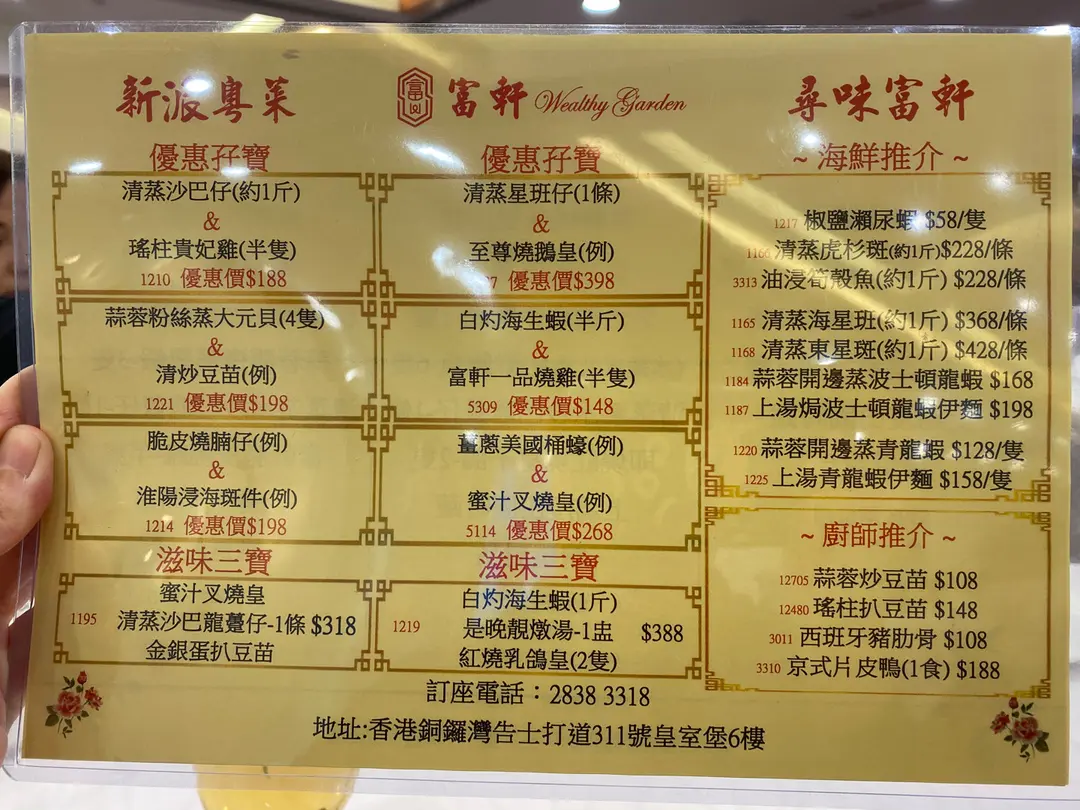 新派粵菜
富軒 Wealthy Garden
尋味富軒
優惠孖寶
清蒸沙巴仔(約1斤)
&
瑤柱貴妃雞(半隻)
1210 優惠價$188
蒜蓉粉絲蒸大元貝(4隻)
&
清炒豆苗(例)
1221 優惠價$198
脆皮燒腩仔(例)
&
淮陽浸海斑件(例)
1214 優惠價$198
滋味三寶
蜜汁叉燒皇
1195 清蒸沙巴龍躉仔-1條 $318
金銀蛋扒豆苗
優惠孖寶
清蒸星班仔(1條)
&
至尊燒鵝皇(例)
優惠價$398
白灼海生蝦(半斤)
&
富軒一品燒雞(半隻)
5309 優惠價$148
薑蔥美國桶蠔(例)
&
蜜汁叉燒皇(例)
5114 優惠價$268
滋味三寶
白灼海生蝦(1斤)
1219 是晚靚燉湯-1盅 $388
紅燒乳鴿皇(2隻)
~ 海鮮推介 ~
1217 椒鹽瀨尿蝦 $58/隻
清蒸虎杉斑(約1斤)$228/條
3313 油浸筍殼魚(約1斤) $228/條
1165 清蒸海星班(約1斤) $368/條
1168 清蒸東星斑(約1斤) $428/條
1184 蒜蓉開邊蒸波士頓龍蝦 $168
1187 上湯焗波士頓龍蝦伊麵 $198
1220 蒜蓉開邊蒸青龍蝦 $128/隻
1225 上湯青龍蝦伊麵 $158/隻
~ 廚師推介 ~
12705 蒜蓉炒豆苗 $108
12480 瑤柱扒豆苗 $148
3011 西班牙豬肋骨 $108
3310 京式片皮鴨(1食) $188
訂座電話：2838 3318
地址:香港銅鑼灣告士打道311號皇室堡6樓